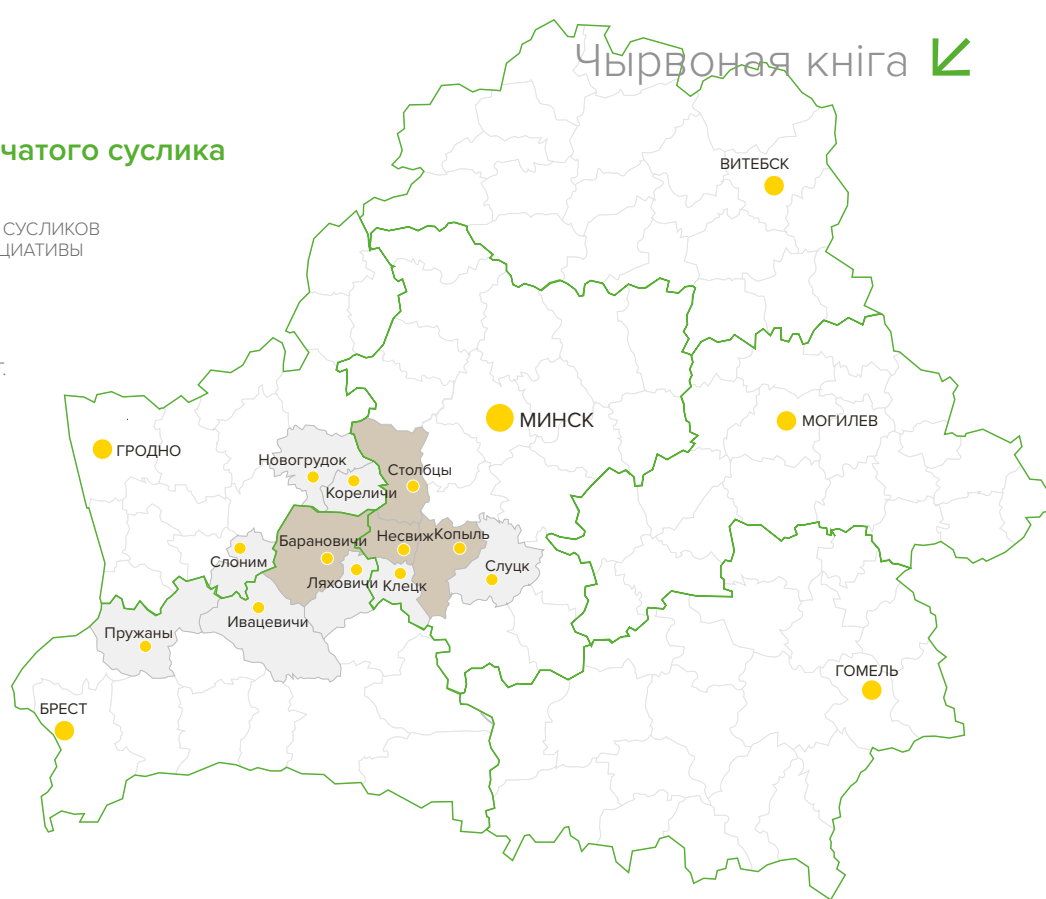 Чырвоная кніга
чатого суслика
СУСЛИКОВ
ЦИАТИВЫ
Г.
ВИТЕБСК
МИНСК
МОГИЛЕВ
ГРОДНО
Новогрудок
Столбцы
Кореличи
Барановичи
Несвиж
Копыль
Слоним
Ляховичи
Клецк
Слуцк
Ивацевичи
Пружаны
ГОМЕЛЬ
БРЕСТ